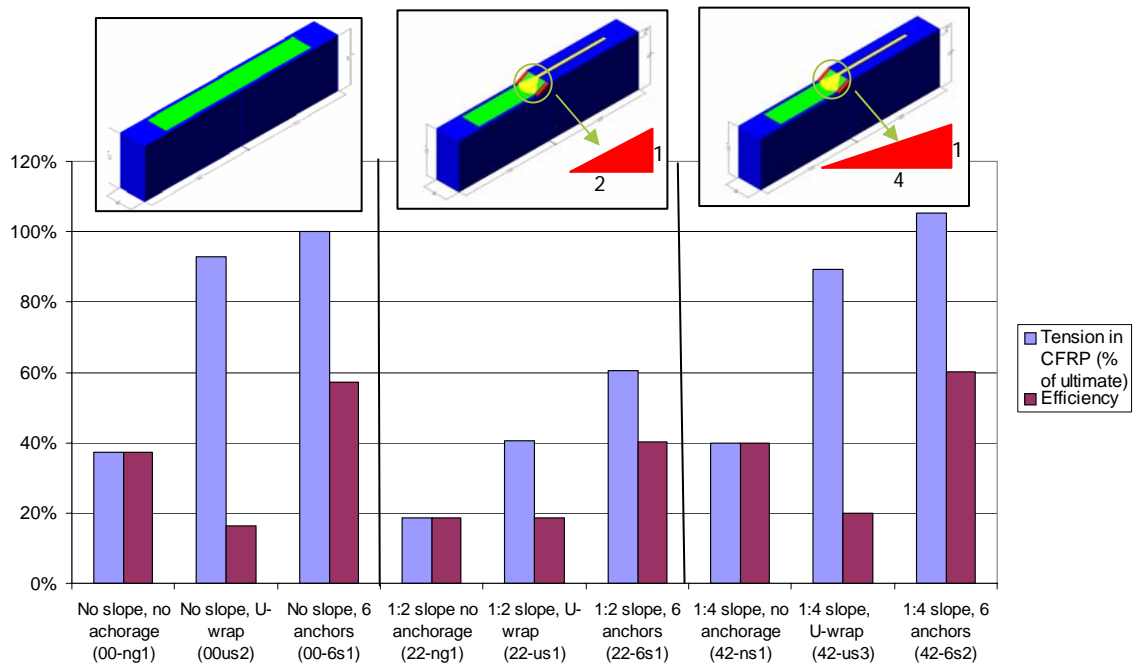 1
2
1
4
120%
100%
80%
60%
40%
20%
0%
No slope, no
achorage
(00-ng1)
No slope, U-
wrap
(00us2)
No slope, 6
anchors
(00-6s1)
1:2 slope no
anchorage
(22-ng1)
1:2 slope, U-
wrap
(22-us1)
1:2 slope, 6
anchors
(22-6s1)
1:4 slope, no
anchorage
(42-ns1)
1:4 slope,
U-wrap
(42-us3)
1:4 slope, 6
anchors
(42-6s2)
Tension in
CFRP (%
of ultimate)
Efficiency